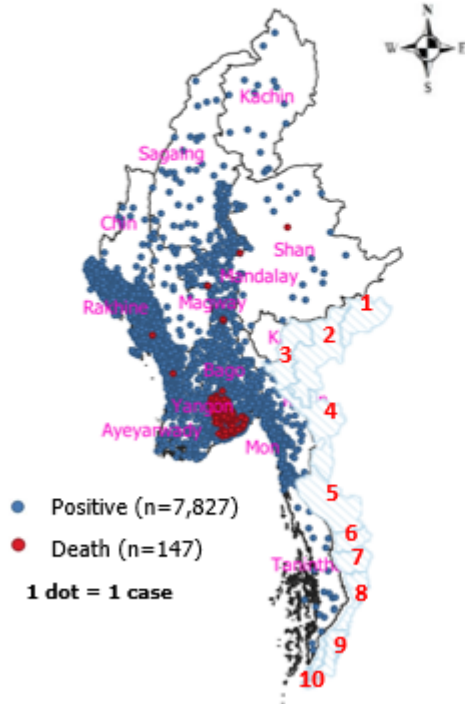 N
W
E
S
Kachin
Sagaing
Chin
Shan
Mandalay
1
Rakhine
Magway
2
3
Bago
4
Yangon
Ayeyarwady
Mon
5
Positive (n=7,827)
6
Death (n=147)
7
1 dot = 1 case
8
9
10